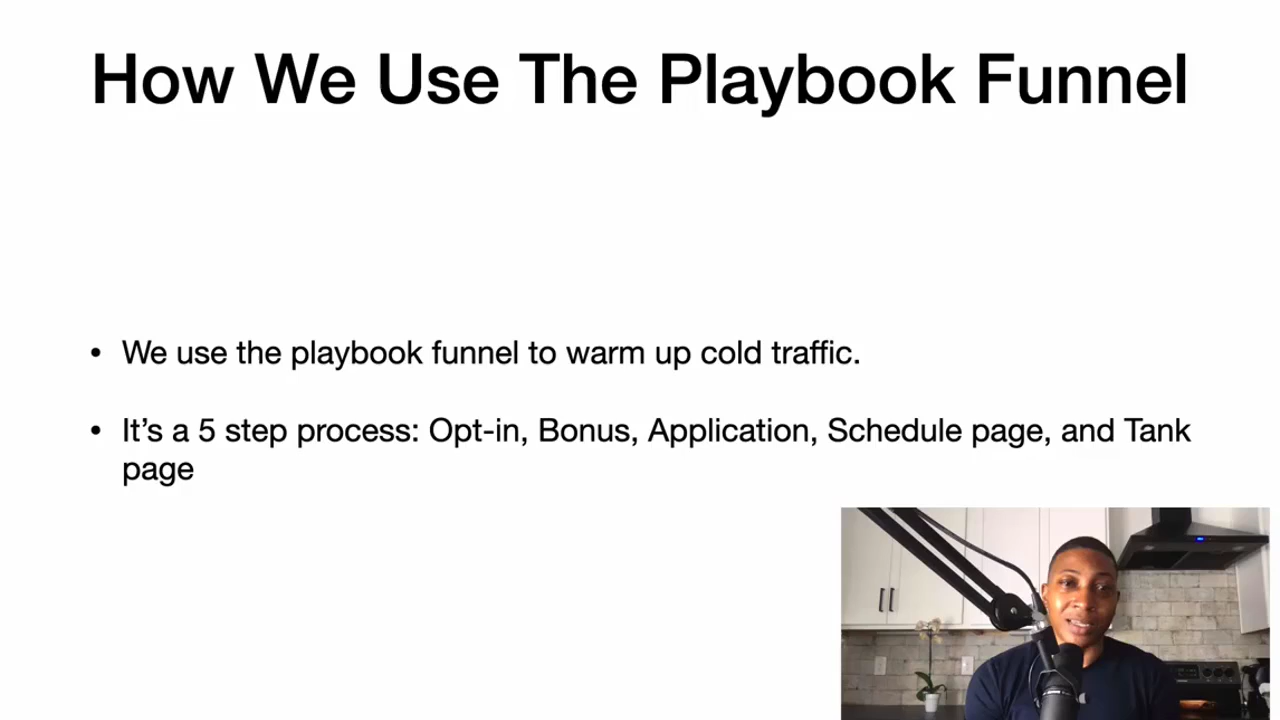 How We Use The Playbook Funnel
• We use the playbook funnel to warm up cold traffic.
• It’s a 5 step process: Opt-in, Bonus, Application, Schedule page, and Tank
page